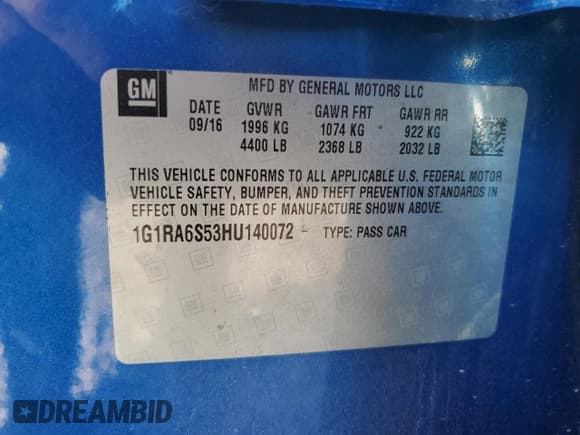 GM
MFD BY GENERAL MOTORS LLC
DATE GVWR GAWR FRT GAWR RR
09/16 1996 KG 1074 KG 922 KG
4400 LB 2368 LB 2032 LB
THIS VEHICLE CONFORMS TO ALL APPLICABLE U.S. FEDERAL MOTOR
VEHICLE SAFETY, BUMPER, AND THEFT PREVENTION STANDARDS IN
EFFECT ON THE DATE OF MANUFACTURE SHOWN ABOVE.
1G1RA6S53HU140072 TYPE: PASS CAR
DREAMBID